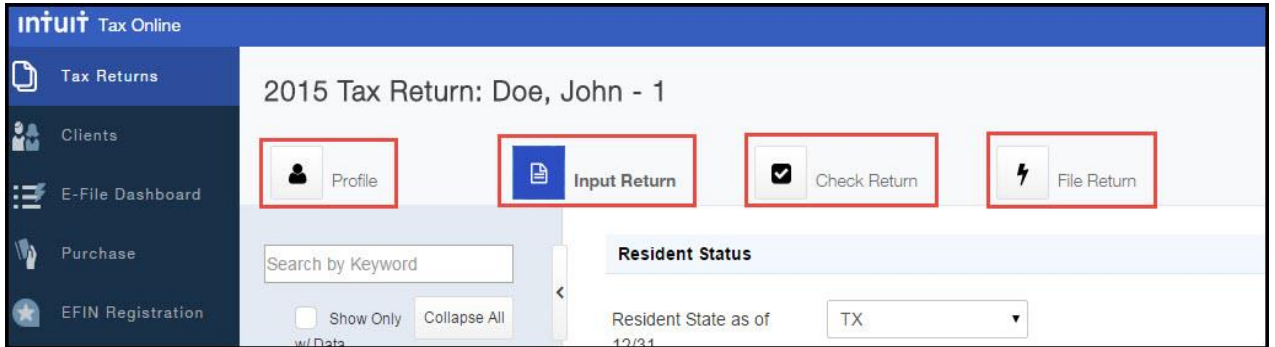 intuit Tax Online
Tax Returns
Clients
E-File Dashboard
Purchase
EFIN Registration
2015 Tax Return: Doe, John - 1
Profile
Input Return
Check Return
File Return
Search by Keyword
Show Only
w/ Data
Collapse All
Resident Status
Resident State as of
12/31
TX